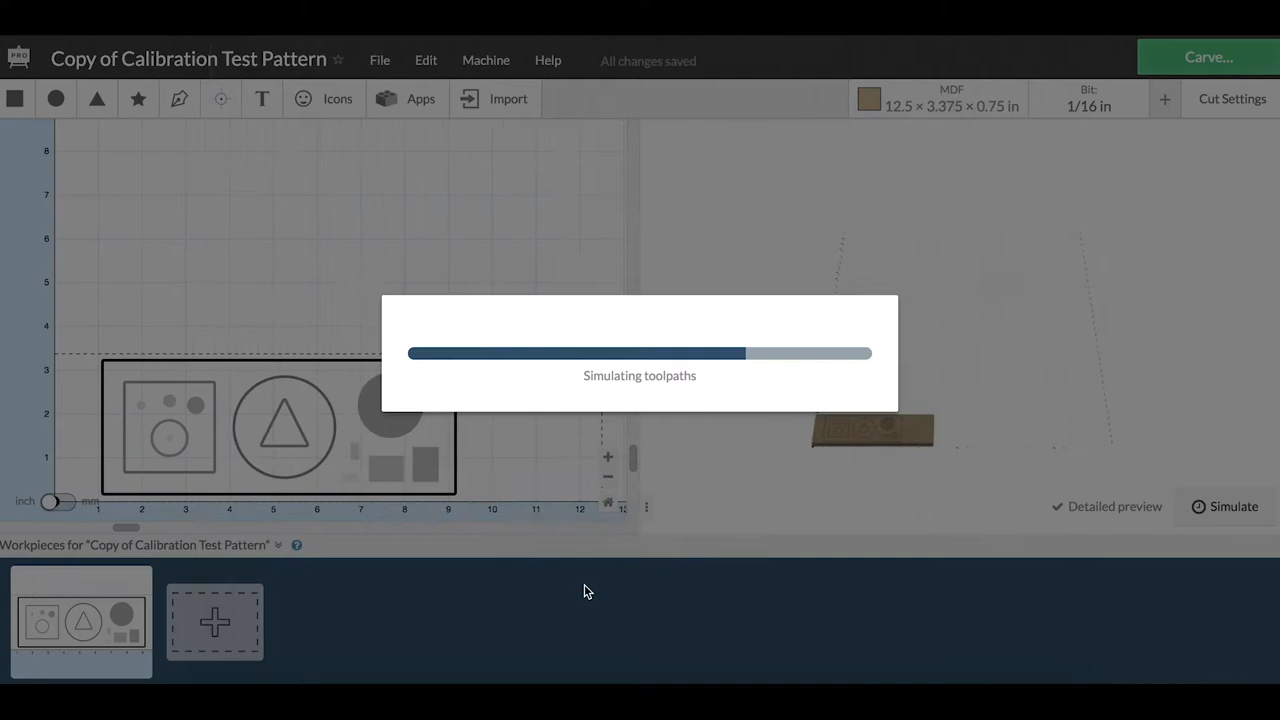 PRO
Copy of Calibration Test Pattern
File
Edit
Machine
Help
All changes saved
Carve...
T
Icons
Apps
Import
MDF
12.5 × 3.375 × 0.75 in
Bit:
1/16 in
+
Cut Settings
8
7
6
5
4
3
2
1
Simulating toolpaths
inch
mm
1
2
3
4
5
6
7
8
9
10
11
12
13
Detailed preview
Simulate
Workpieces for “Copy of Calibration Test Pattern”
?